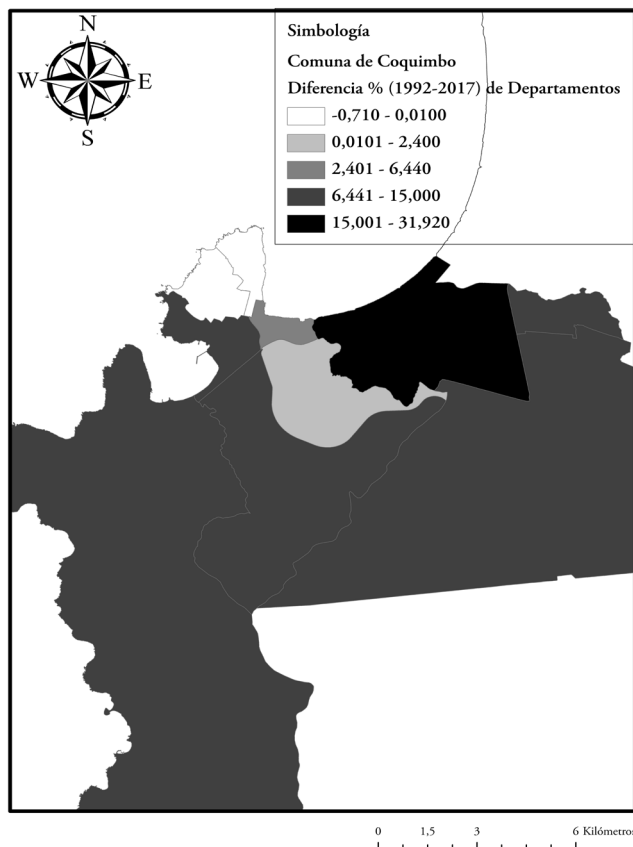 N
W E
S
Simbología
Comuna de Coquimbo
Diferencia % (1992-2017) de Departamentos
-0,710 - 0,0100
0,0101 - 2,400
2,401 - 6,440
6,441 - 15,000
15,001 - 31,920
0 1,5 3 6 Kilómetros